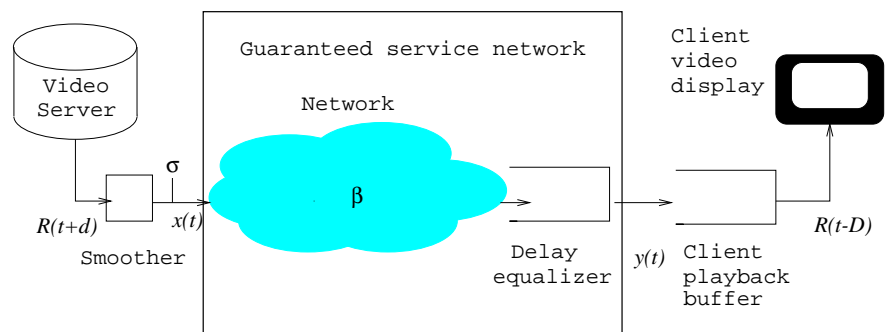 Guaranteed service network
Client
video
display
Video
Server
Network
σ
β
R(t+d)
x(t)
Smoother
Delay
equalizer
y(t)
Client
playback
buffer
R(t-D)